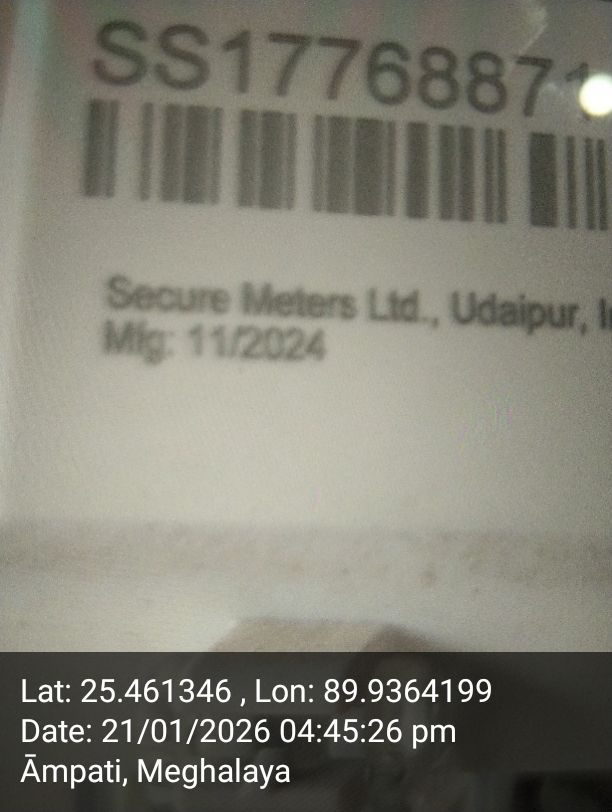 SS17768871
Secure Meters Ltd., Udaipur,
Mfg: 11/2024
Lat: 25.461346 , Lon: 89.9364199
Date: 21/01/2026 04:45:26 pm
Āmpati, Meghalaya